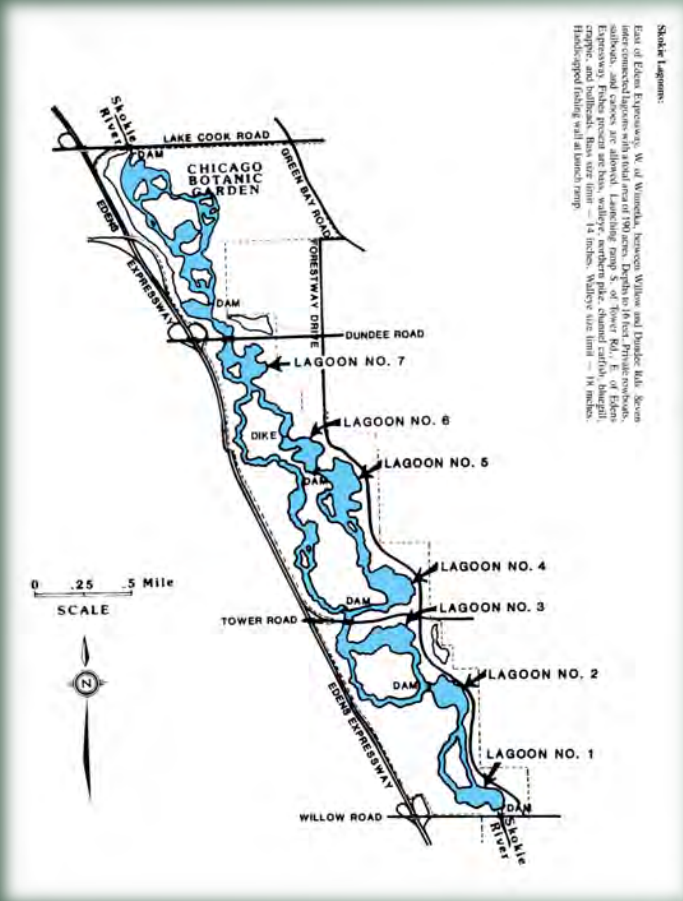 Skokie Lagoons:
East of Edens Expressway, W. of Winnetka, between Willow and Dundee Rds. Seven
inter-connected lagoons with a total area of 190 acres. Depths to 16 feet. Private rowboats,
sailboats, and canoes are allowed. Launching ramp S. of Tower Rd., E. of Edens
Expressway. Fishes present are bass, walleye, northern pike, channel catfish, bluegill,
crappie, and bullheads. Bass size limit — 14 inches. Walleye size limit — 18 inches.
Handicapped fishing wall at launch ramp.
Skokie
River
LAKE COOK ROAD
DAM
CHICAGO
BOTANIC
GARDEN
GREEN BAY ROAD
EDENS
EXPRESSWAY
FORESTWAY DRIVE
DAM
DUNDEE ROAD
LAGOON NO. 7
LAGOON NO. 6
DIKE
LAGOON NO. 5
DAM
LAGOON NO. 4
0 .25 .5 Mile
SCALE
DAM
LAGOON NO. 3
TOWER ROAD
N
LAGOON NO. 2
DAM
EDENS EXPRESSWAY
LAGOON NO. 1
DAM
WILLOW ROAD
Skokie
River